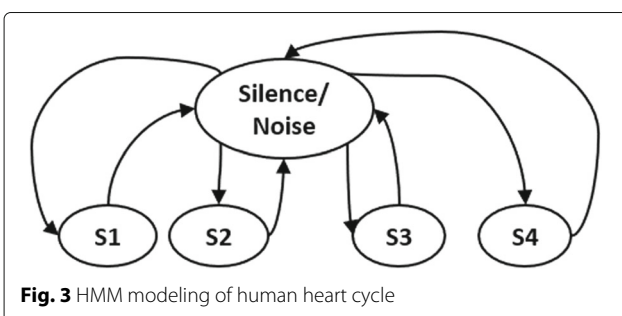 Silence/
Noise
S1 S2 S3 S4
Fig. 3 HMM modeling of human heart cycle